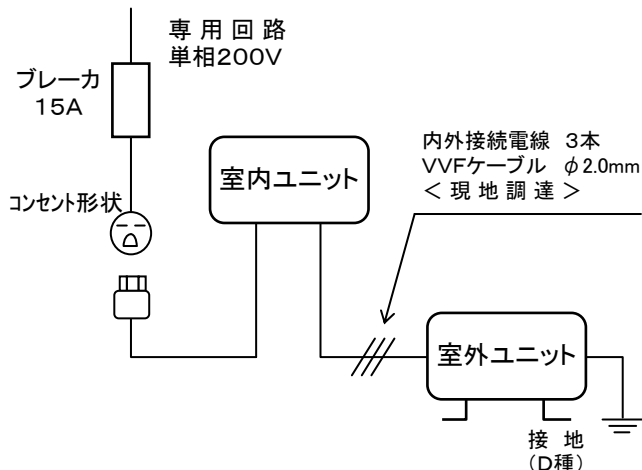 専用回路
単相200V
ブレーカ
15A
コンセント形状
室内ユニット
内外接続電線 3本
VVFケーブル φ2.0mm
＜現地調達＞
室外ユニット
接地
(D種)